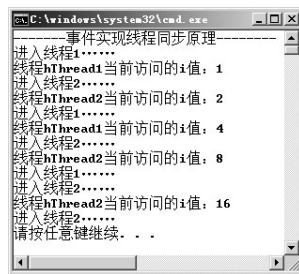 C:\windows\system32\cmd.exe
-------事件实现线程同步原理-------
进入线程1······
线程hThread1当前访问的i值：1
进入线程2······
线程hThread2当前访问的i值：2
进入线程1······
线程hThread1当前访问的i值：4
进入线程2······
线程hThread2当前访问的i值：8
进入线程1······
进入线程2······
线程hThread2当前访问的i值：16
进入线程2······
请按任意键继续. . .